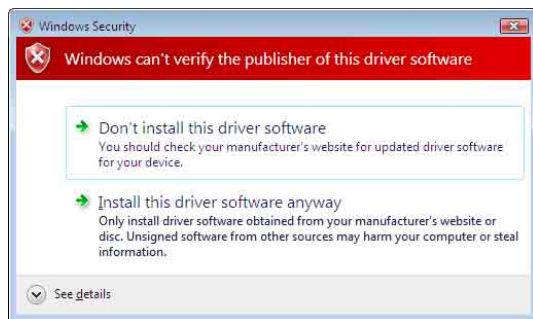 Windows Security
Windows can't verify the publisher of this driver software
Don't install this driver software
You should check your manufacturer's website for updated driver software
for your device.
Install this driver software anyway
Only install driver software obtained from your manufacturer's website or
disc. Unsigned software from other sources may harm your computer or steal
information.
See details